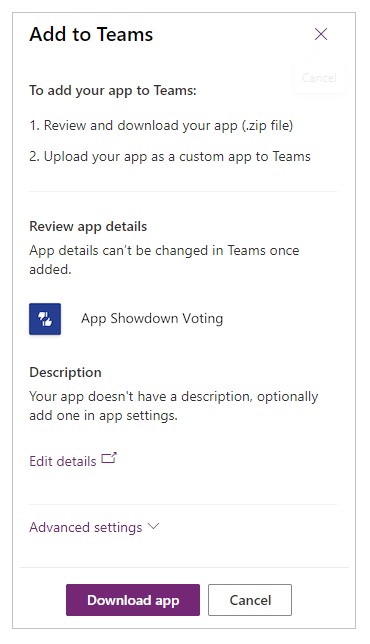 Add to Teams
Cancel
To add your app to Teams:
1. Review and download your app (.zip file)
2. Upload your app as a custom app to Teams
Review app details
App details can't be changed in Teams once
added.
App Showdown Voting
Description
Your app doesn't have a description, optionally
add one in app settings.
Edit details
Advanced settings
Download app
Cancel